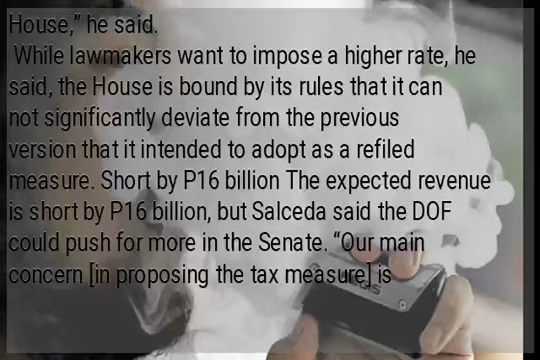 House,” he said.
While lawmakers want to impose a higher rate, he
said, the House is bound by its rules that it can
not significantly deviate from the previous
version that it intended to adopt as a refiled
measure. Short by P16 billion The expected revenue
is short by P16 billion, but Salceda said the DOF
could push for more in the Senate. “Our main
concern [in proposing the tax measure] is